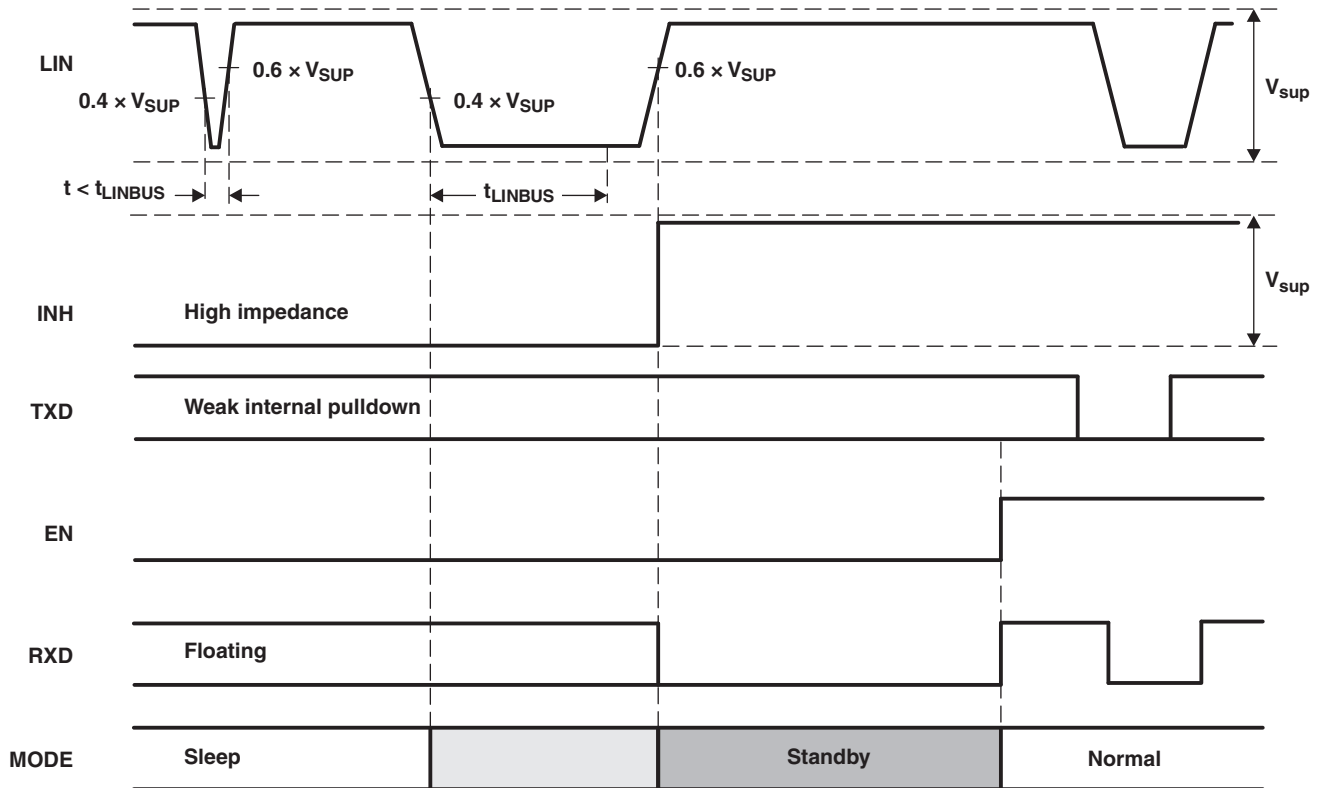 LIN
0.6 × VSUP
0.4 × VSUP
0.4 × VSUP
0.6 × VSUP
Vsup
t < tLINBUS
tLINBUS
INH
High impedance
Vsup
TXD
Weak internal pulldown
EN
RXD
Floating
MODE
Sleep
Standby
Normal